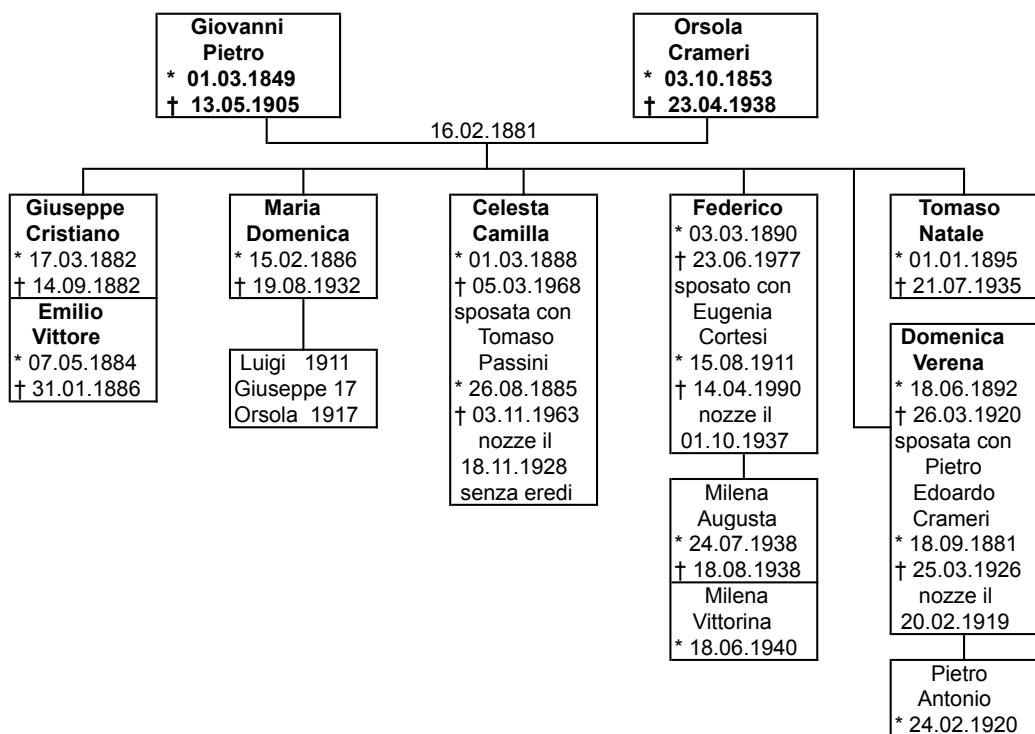 Giovanni
Pietro
* 01.03.1849
† 13.05.1905
Orsola
Crameri
* 03.10.1853
† 23.04.1938
16.02.1881
Giuseppe
Cristiano
* 17.03.1882
† 14.09.1882
Emilio
Vittore
* 07.05.1884
† 31.01.1886
Maria
Domenica
* 15.02.1886
† 19.08.1932
Luigi 1911
Giuseppe 17
Orsola 1917
Celesta
Camilla
* 01.03.1888
† 05.03.1968
sposata con
Tomaso
Passini
* 26.08.1885
† 03.11.1963
nozze il
18.11.1928
senza eredi
Federico
* 03.03.1890
† 23.06.1977
sposato con
Eugenia
Cortesi
* 15.08.1911
† 14.04.1990
nozze il
01.10.1937
Milena
Augusta
* 24.07.1938
† 18.08.1938
Milena
Vittorina
* 18.06.1940
Tomaso
Natale
* 01.01.1895
† 21.07.1935
Domenica
Verena
* 18.06.1892
† 26.03.1920
sposata con
Pietro
Edoardo
Crameri
* 18.09.1881
† 25.03.1926
nozze il
20.02.1919
Pietro
Antonio
* 24.02.1920